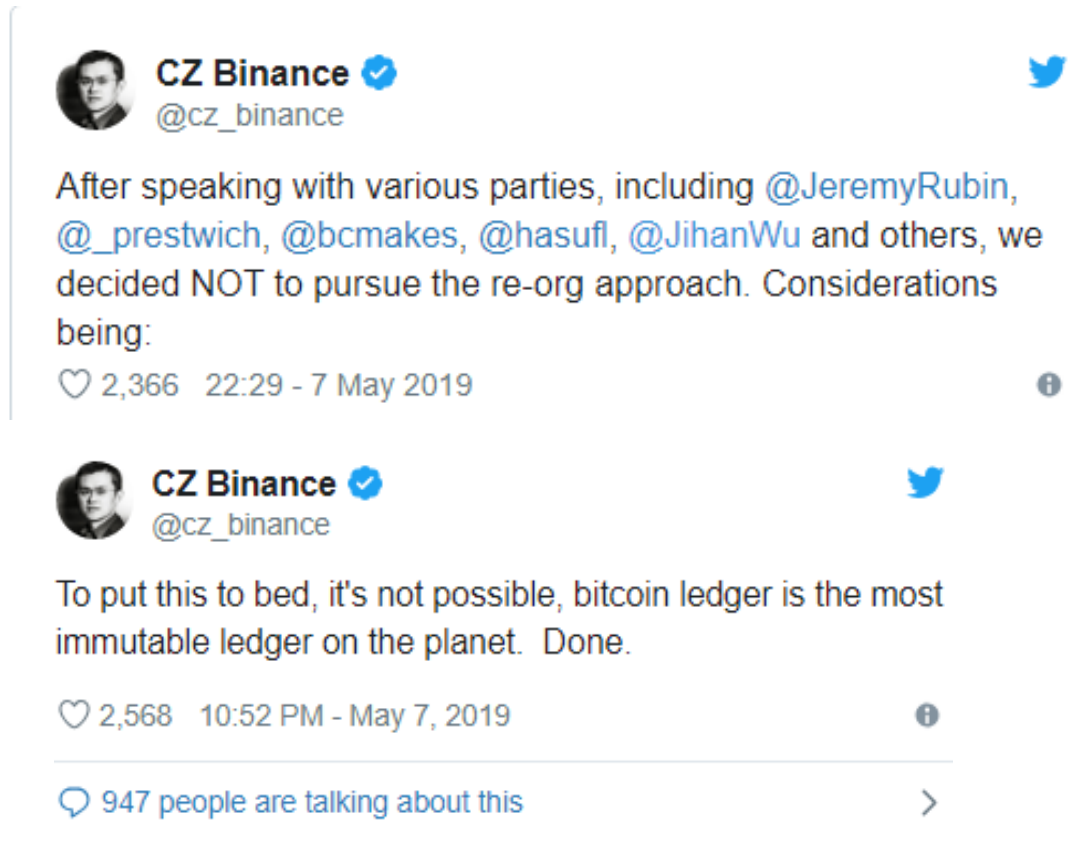 CZ Binance
@cz_binance
After speaking with various parties, including @JeremyRubin,
@_prestwich, @bcmakes, @hasufl, @JihanWu and others, we
decided NOT to pursue the re-org approach. Considerations
being:
2,366 22:29 - 7 May 2019
CZ Binance
@cz_binance
To put this to bed, it's not possible, bitcoin ledger is the most
immutable ledger on the planet. Done.
2,568 10:52 PM - May 7, 2019
947 people are talking about this